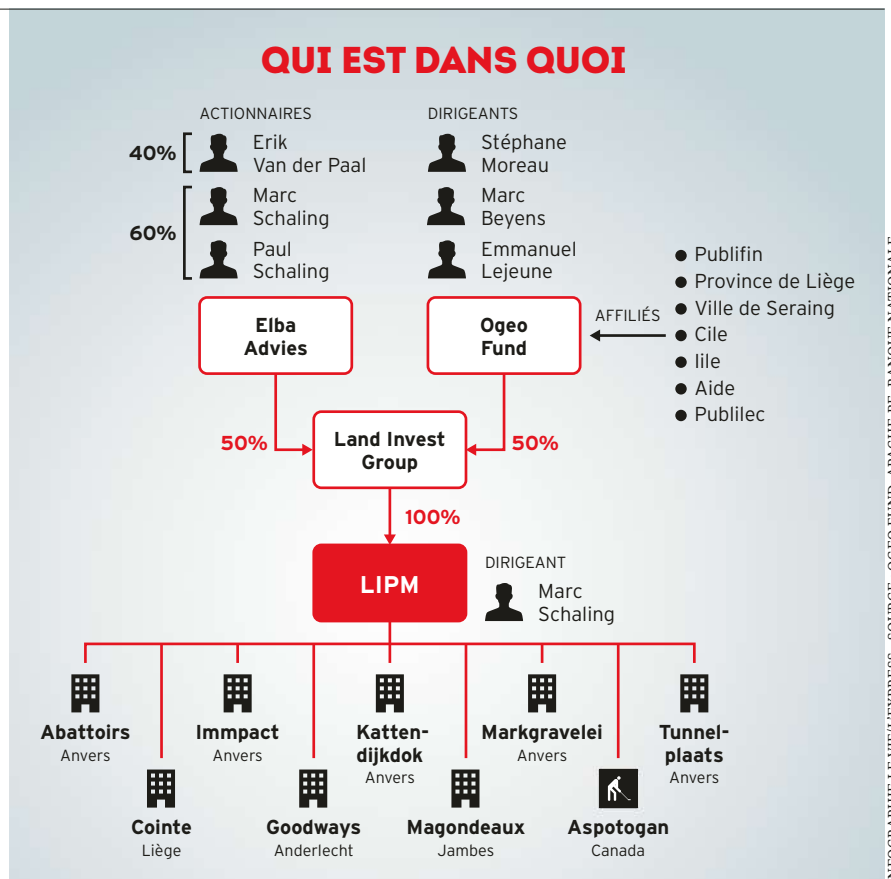 QUI EST DANS QUOI
ACTIONNAIRES
DIRIGEANTS
40%
Erik
Van der Paal
Stéphane
Moreau
60%
Marc
Schaling
Marc
Beyens
Paul
Schaling
Emmanuel
Lejeune
Elba
Advies
Ogeo
Fund
AFFILIÉS
Publifin
Province de Liège
Ville de Seraing
Cile
Iile
Aide
Publilec
50%
Land Invest
Group
50%
100%
LIPM
DIRIGEANT
Marc
Schaling
Abattoirs
Anvers
Immpact
Anvers
Katten-
dijkdok
Anvers
Markgravelei
Anvers
Tunnel-
plaats
Anvers
Cointe
Liège
Goodways
Anderlecht
Magondeaux
Jambes
Aspotogan
Canada